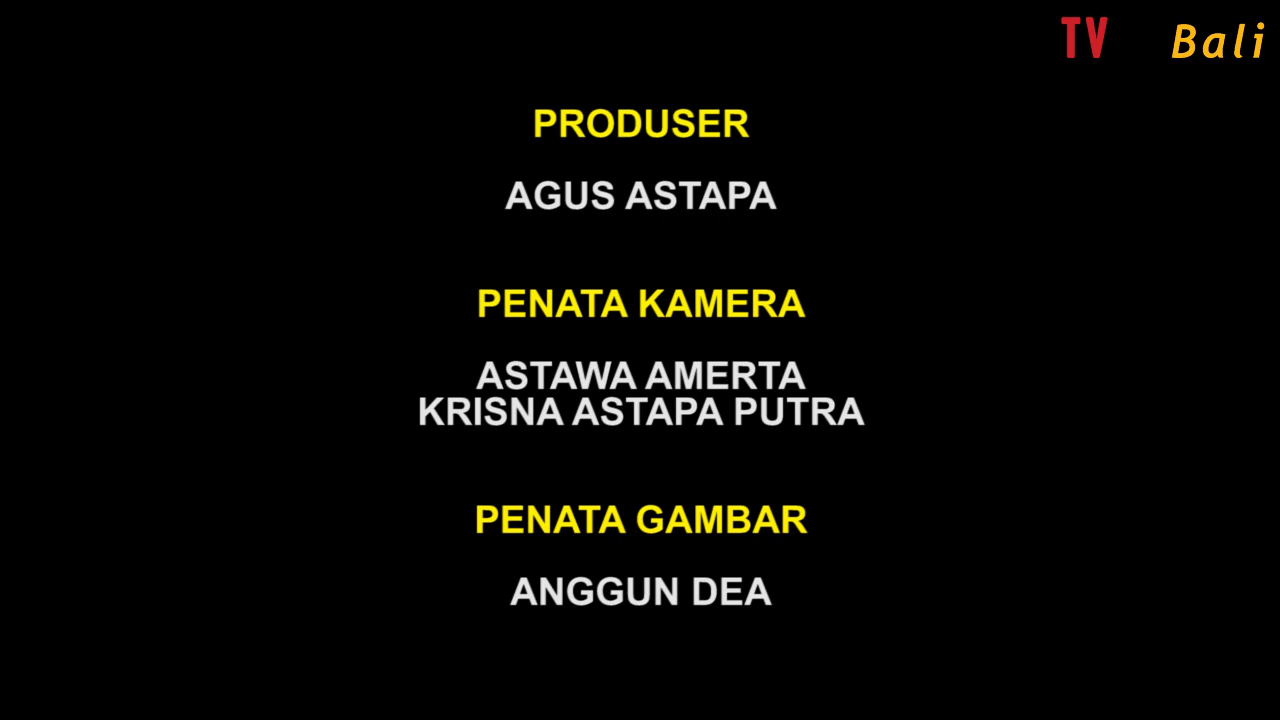 TV Bali
PRODUSER
AGUS ASTAPA
PENATA KAMERA
ASTAWA AMERTA
KRISNA ASTAPA PUTRA
PENATA GAMBAR
ANGGUN DEA